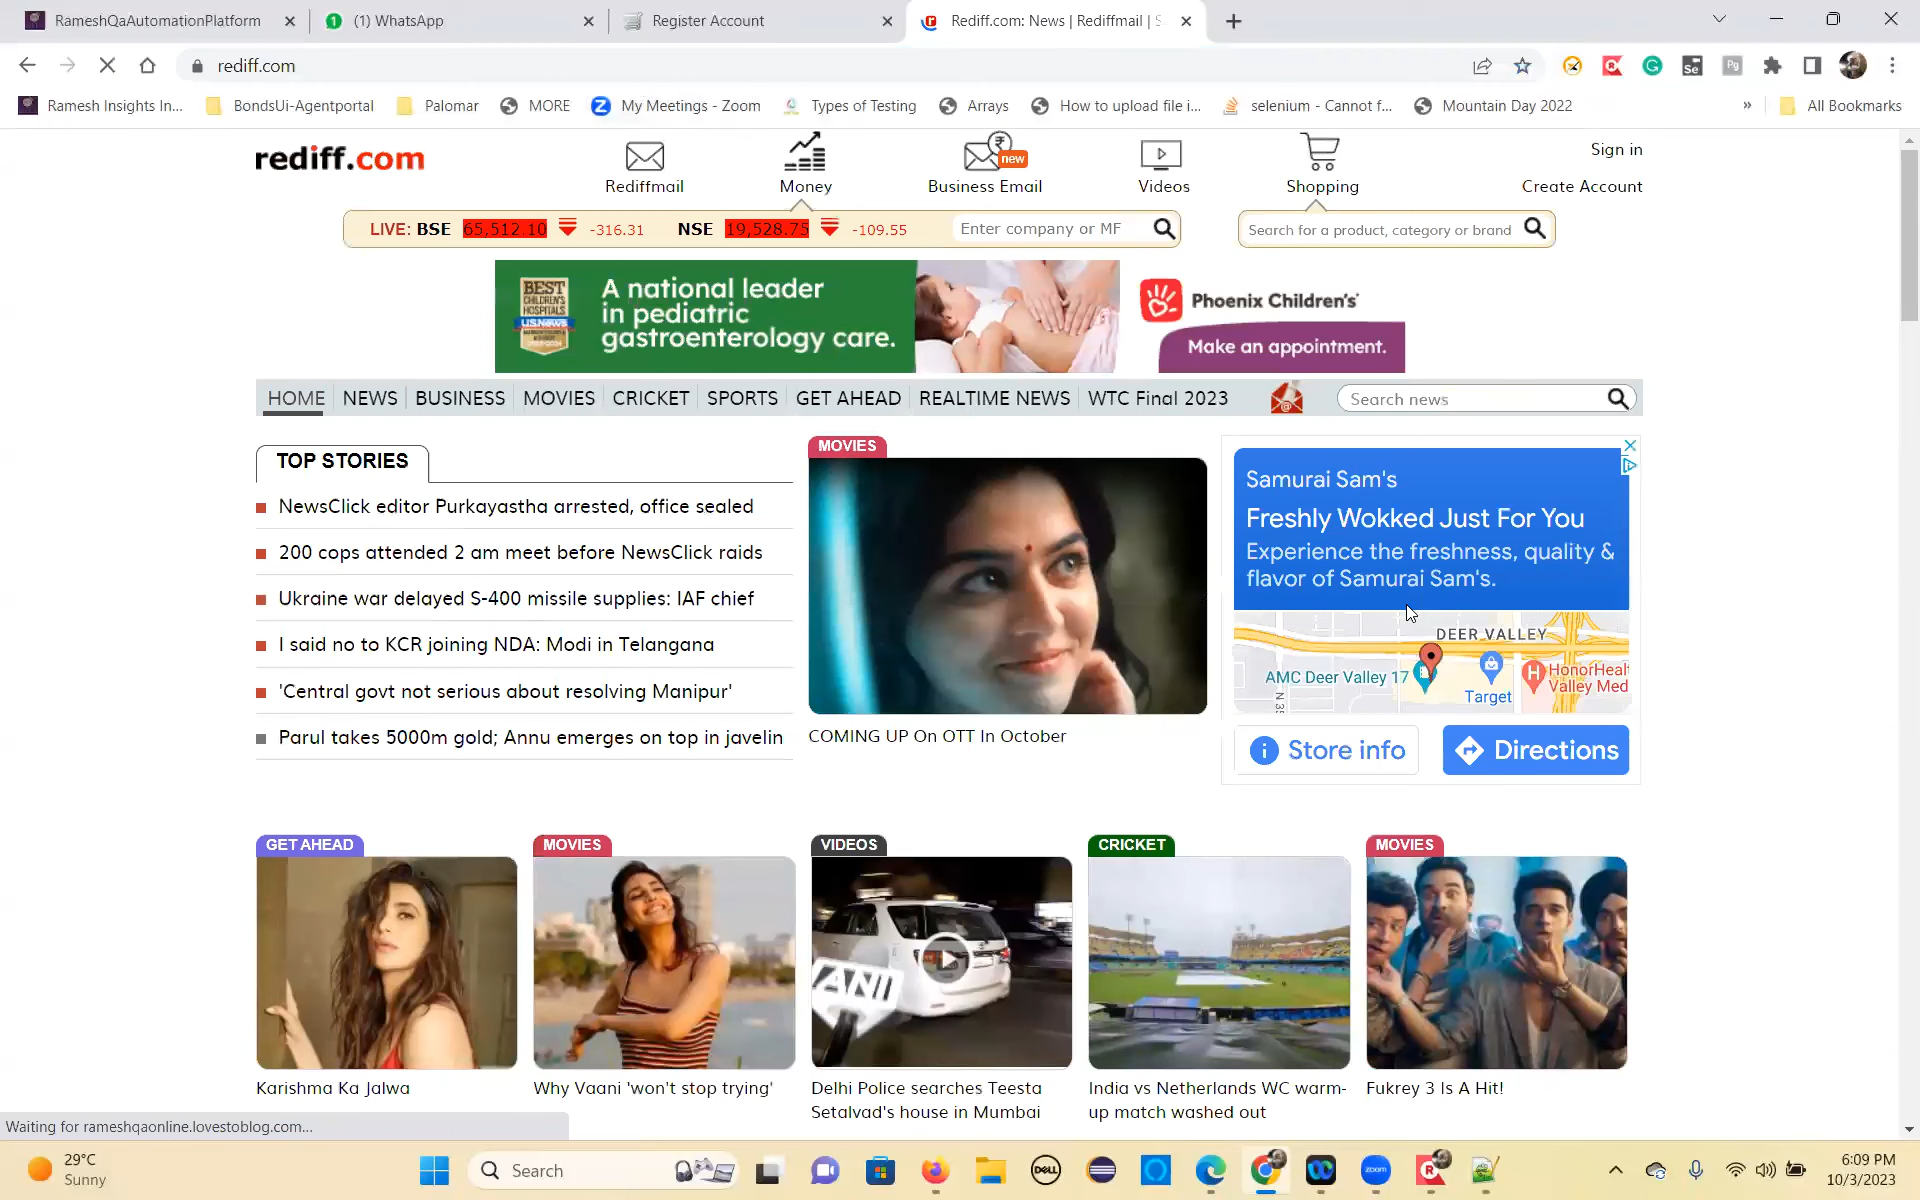 RameshQaAutomationPlatform
(1) WhatsApp
Register Account
Rediff.com: News | Rediffmail | S
rediff.com
Ramesh Insights In...
BondsUi-Agentportal
Palomar
MORE
My Meetings - Zoom
Types of Testing
Arrays
How to upload file i...
selenium - Cannot f...
Mountain Day 2022
»
All Bookmarks
rediff.com
Rediffmail
Money
new
Business Email
Videos
Shopping
Sign in
Create Account
LIVE: BSE 65,512.10 -316.31 NSE 19,528.75 -109.55
Enter company or MF
Search for a product, category or brand
BEST
CHILDREN'S
HOSPITALS
U.S.News
A national leader
in pediatric
gastroenterology care.
Phoenix Children's
Make an appointment.
HOME NEWS BUSINESS MOVIES CRICKET SPORTS GET AHEAD REALTIME NEWS WTC Final 2023
Search news
TOP STORIES
NewsClick editor Purkayastha arrested, office sealed
200 cops attended 2 am meet before NewsClick raids
Ukraine war delayed S-400 missile supplies: IAF chief
I said no to KCR joining NDA: Modi in Telangana
'Central govt not serious about resolving Manipur'
Parul takes 5000m gold; Annu emerges on top in javelin
MOVIES
COMING UP On OTT In October
Samurai Sam's
Freshly Wokked Just For You
Experience the freshness, quality &
flavor of Samurai Sam's.
DEER VALLEY
AMC Deer Valley 17
Target
HonorHeal
Valley Med
N 35
Store info
Directions
GET AHEAD
Karishma Ka Jalwa
MOVIES
Why Vaani 'won't stop trying'
VIDEOS
ANI
Delhi Police searches Teesta
Setalvad's house in Mumbai
CRICKET
India vs Netherlands WC warm-
up match washed out
MOVIES
Fukrey 3 Is A Hit!
Waiting for rameshqaonline.lovestoblog.com...
29°C
Sunny
Search
DELL
zoom
6:09 PM
10/3/2023